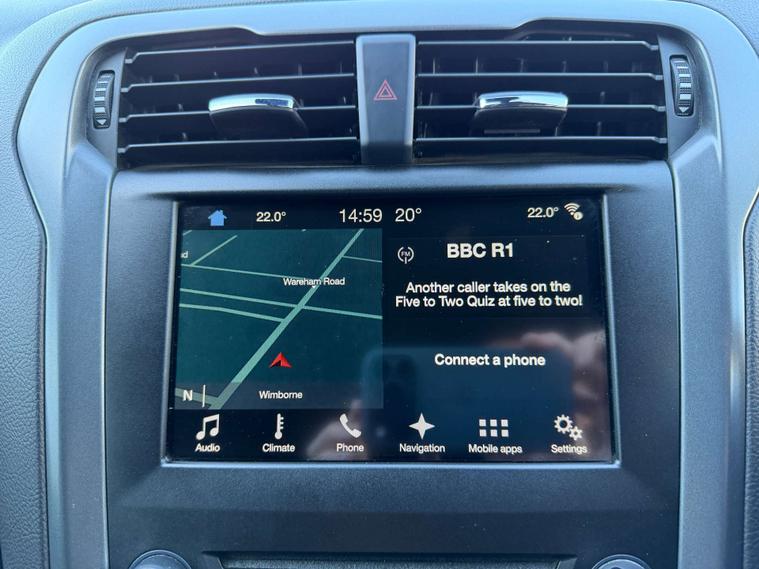 22.0° 14:59 20° 22.0°
d
Wareham Road
N
Wimborne
FM
BBC R1
Another caller takes on the
Five to Two Quiz at five to two!
Connect a phone
Audio Climate Phone Navigation Mobile apps Settings